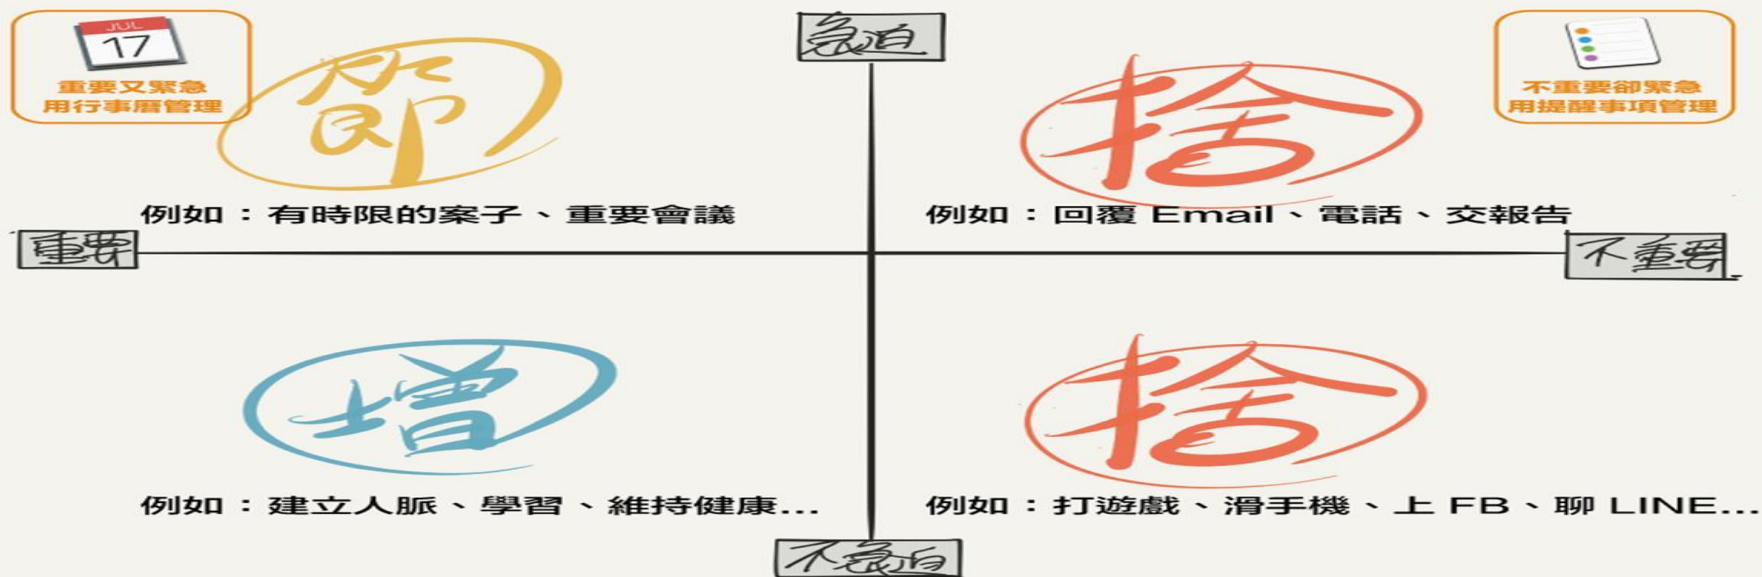 JUL
17
重要又緊急
用行事曆管理
節
急迫
捨
不重要卻緊急
用提醒事項管理
例如：有時限的案子、重要會議
例如：回覆 Email、電話、交報告
重要
不重要
增
捨
例如：建立人脈、學習、維持健康...
例如：打遊戲、滑手機、上 FB、聊 LINE...
不急迫